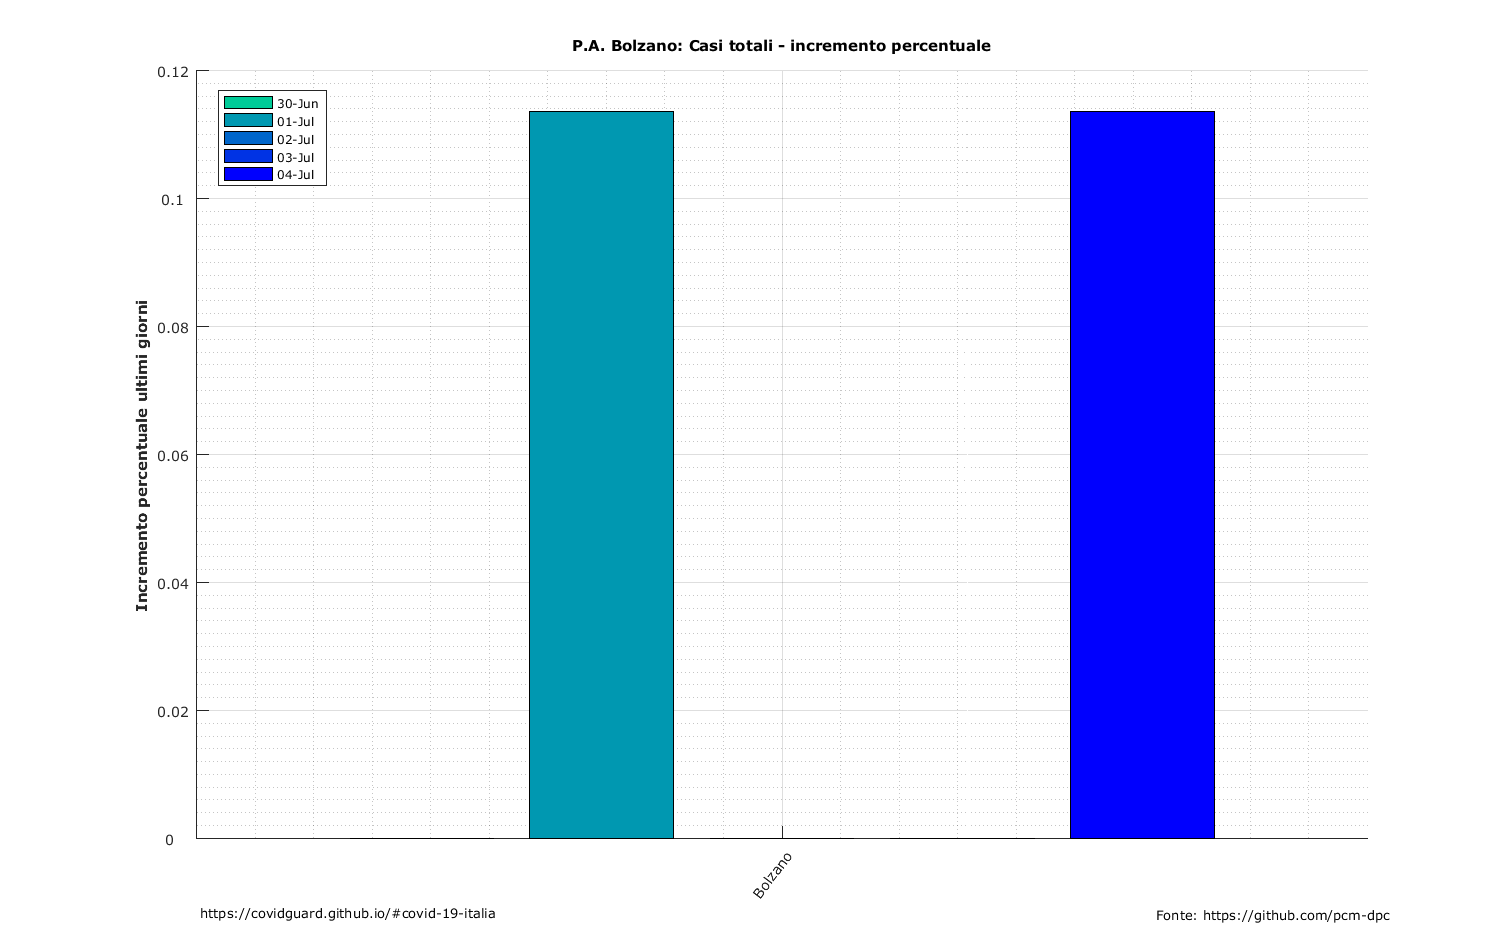 P.A. Bolzano: Casi totali - incremento percentuale
0.12
0.1
0.08
0.06
0.04
0.02
0
Incremento percentuale ultimi giorni
30-Jun
01-Jul
02-Jul
03-Jul
04-Jul
Bolzano
https://covidguard.github.io/#covid-19-italia
Fonte: https://github.com/pcm-dpc